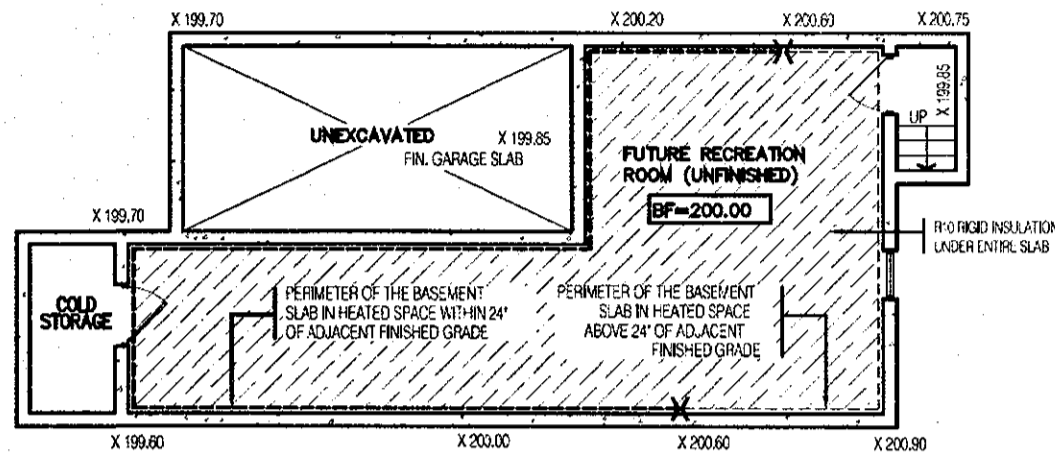 X 199.70
X 200.20
X 200.60
X 200.75
X 199.85
UP
UNEXCAVATED
X 199.85
FIN. GARAGE SLAB
FUTURE RECREATION
ROOM (UNFINISHED)
BF=200.00
X 199.70
R10 RIGID INSULATION
UNDER ENTIRE SLAB
COLD
STORAGE
PERIMETER OF THE BASEMENT
SLAB IN HEATED SPACE WITHIN 24"
OF ADJACENT FINISHED GRADE
PERIMETER OF THE BASEMENT
SLAB IN HEATED SPACE
ABOVE 24" OF ADJACENT
FINISHED GRADE
X 199.60
X 200.00
X 200.60
X 200.90